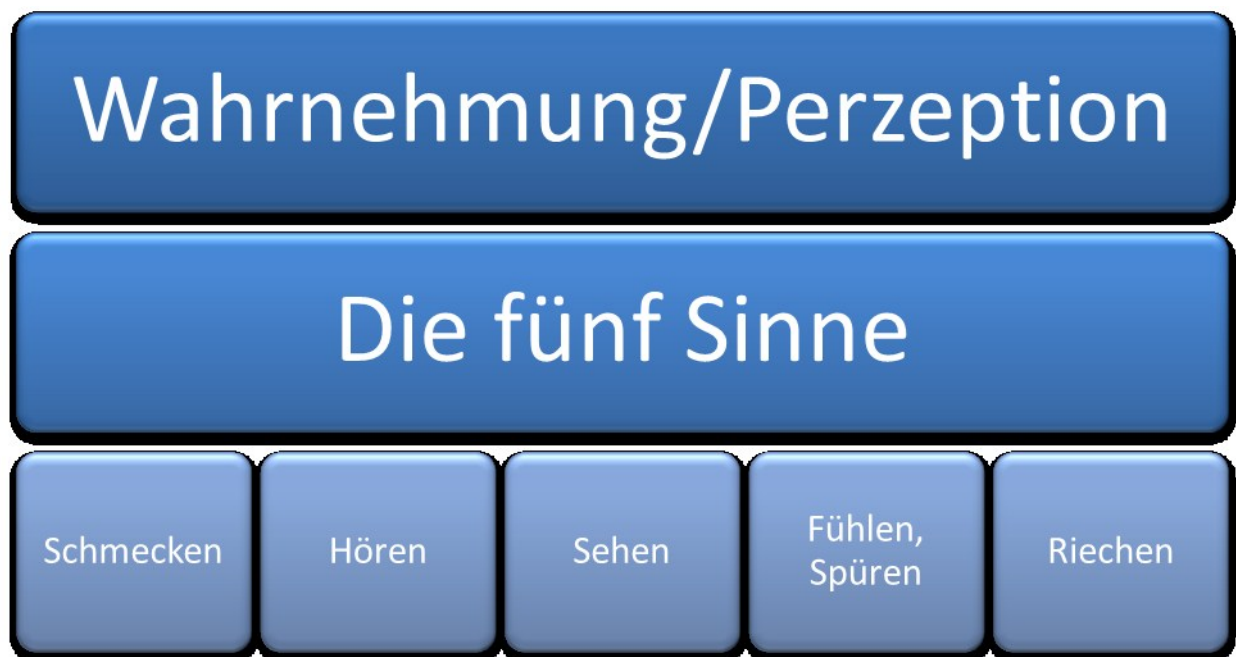 Wahrnehmung/Perzeption
Die fünf Sinne
Schmecken
Hören
Sehen
Fühlen,
Spüren
Riechen